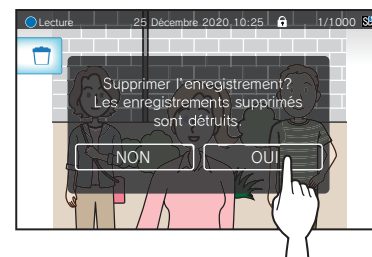 Lecture 25 Décembre 2020 10:25 1/1000
Supprimer l'enregistrement?
Les enregistrements supprimés
sont détruits.
NON OUI